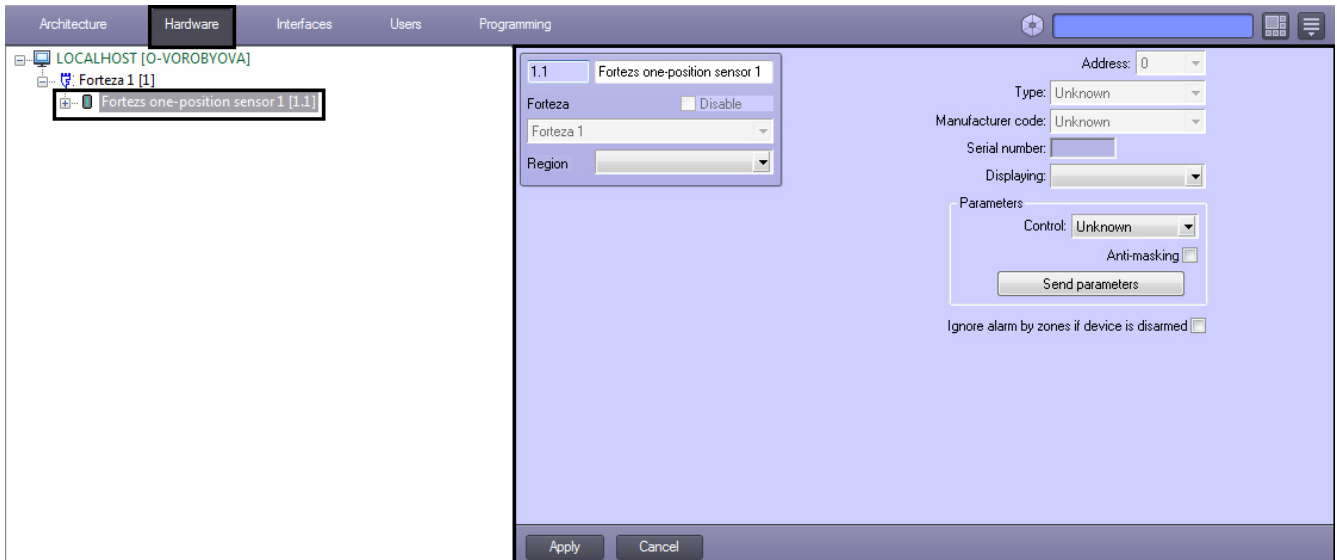 Architecture Hardware Interfaces Users Programming
LOCALHOST [O-VOROBYOVA]
Forteza 1 [1]
Fortezs one-position sensor 1 [1.1]
1.1 Fortezs one-position sensor 1
Forteza Disable
Forteza 1
Region
Address: 0
Type: Unknown
Manufacturer code: Unknown
Serial number:
Displaying:
Parameters
Control: Unknown
Anti-masking
Send parameters
Ignore alarm by zones if device is disarmed
Apply Cancel